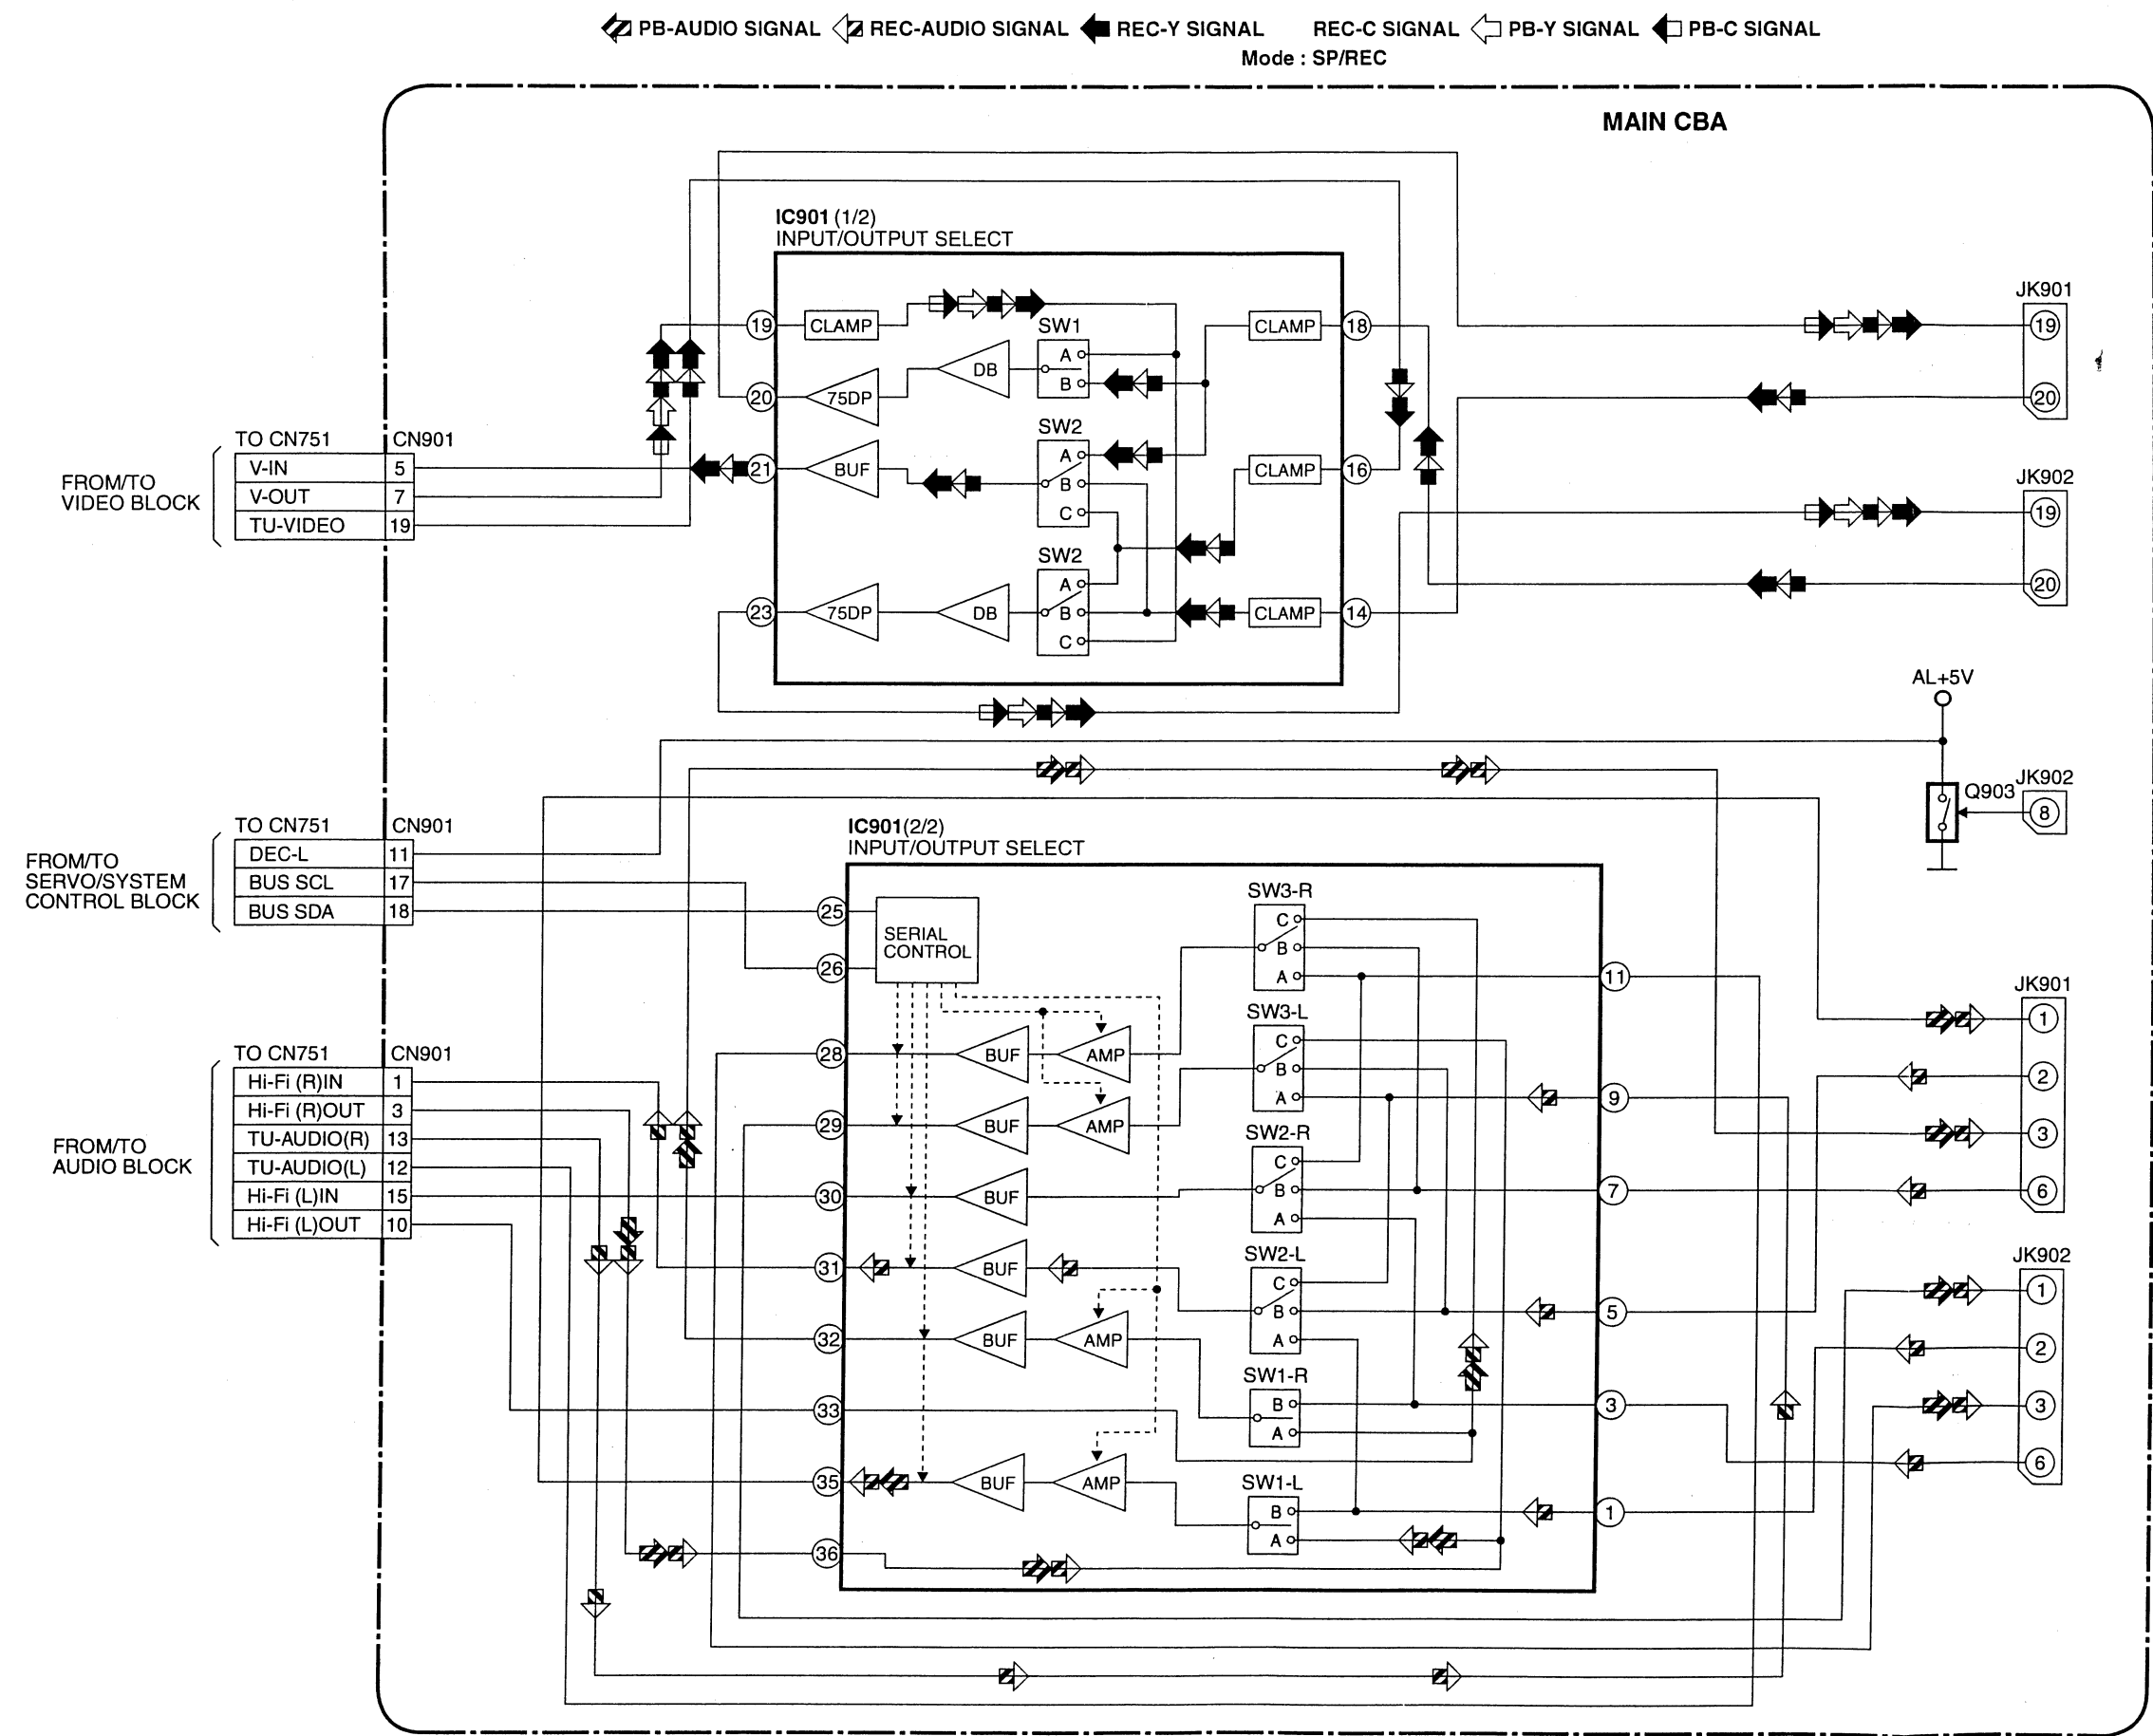 PB-AUDIO SIGNAL REC-AUDIO SIGNAL REC-Y SIGNAL REC-C SIGNAL PB-Y SIGNAL PB-C SIGNAL
Mode : SP/REC
MAIN CBA
IC901 (1/2)
INPUT/OUTPUT SELECT
19 CLAMP
SW1
A
B
CLAMP 18
20 75DP DB
SW2
A
B
C
21 BUF
CLAMP 16
SW2
A
B
C
23 75DP DB
CLAMP 14
JK901
19
20
JK902
19
20
TO CN751 CN901
FROM/TO
VIDEO BLOCK
V-IN 5
V-OUT 7
TU-VIDEO 19
AL+5V
Q903
JK902
8
TO CN751 CN901
FROM/TO
SERVO/SYSTEM
CONTROL BLOCK
DEC-L 11
BUS SCL 17
BUS SDA 18
IC901(2/2)
INPUT/OUTPUT SELECT
25
26
SERIAL
CONTROL
SW3-R
C
B
A
11
SW3-L
C
B
A
9
28 BUF AMP
29 BUF AMP
SW2-R
C
B
A
7
30 BUF
SW2-L
C
B
A
5
31 BUF
32 BUF AMP
SW1-R
B
A
3
33
SW1-L
B
A
1
35 BUF AMP
36
TO CN751 CN901
FROM/TO
AUDIO BLOCK
Hi-Fi (R)IN 1
Hi-Fi (R)OUT 3
TU-AUDIO(R) 13
TU-AUDIO(L) 12
Hi-Fi (L)IN 15
Hi-Fi (L)OUT 10
JK901
1
2
3
6
JK902
1
2
3
6